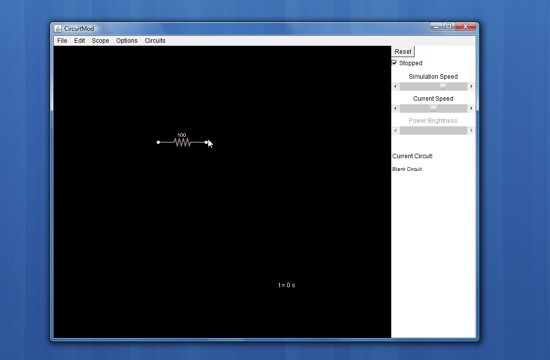 CircuitMod
File Edit Scope Options Circuits
Reset
Stopped
Simulation Speed
Current Speed
Power Brightness
100
Current Circuit:
Blank Circuit
t = 0 s